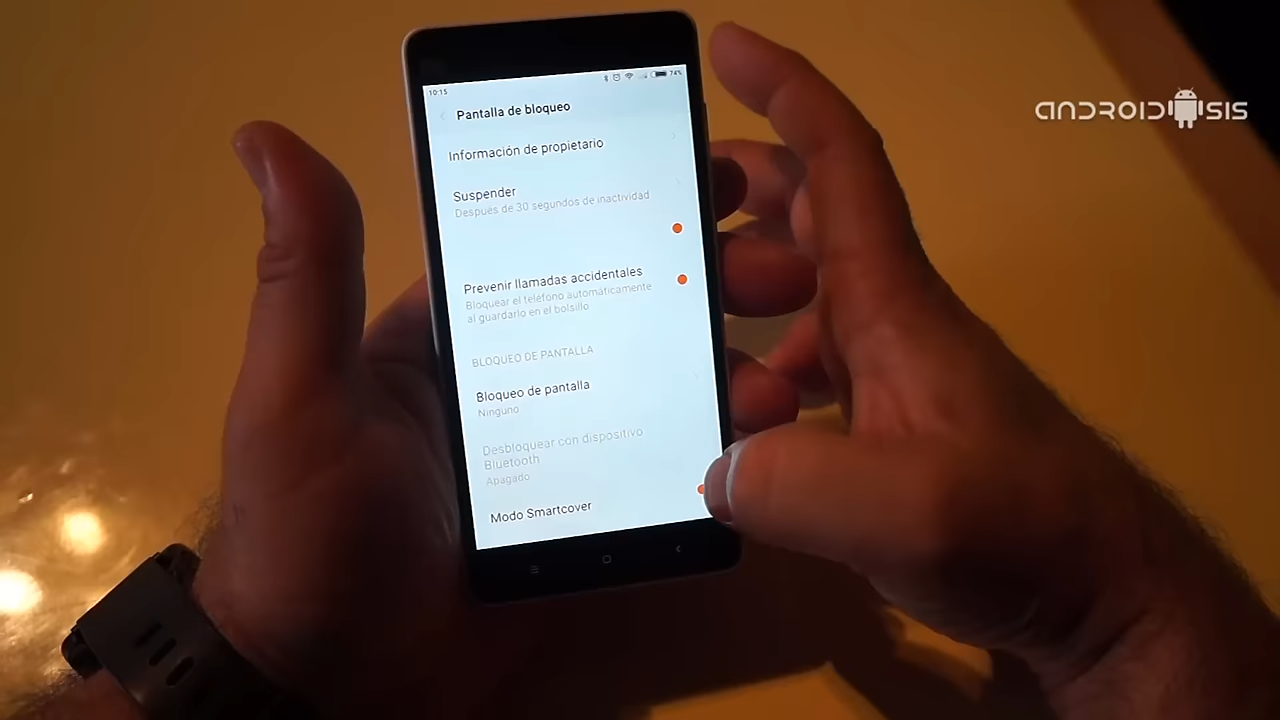 10:15
74%
Pantalla de bloqueo
Información de propietario
Suspender
Después de 30 segundos de inactividad
Prevenir llamadas accidentales
Bloquear el teléfono automáticamente
al guardarlo en el bolsillo
BLOQUEO DE PANTALLA
Bloqueo de pantalla
Ninguno
Desbloquear con dispositivo
Bluetooth
Apagado
Modo Smartcover
ANDROIDSIS